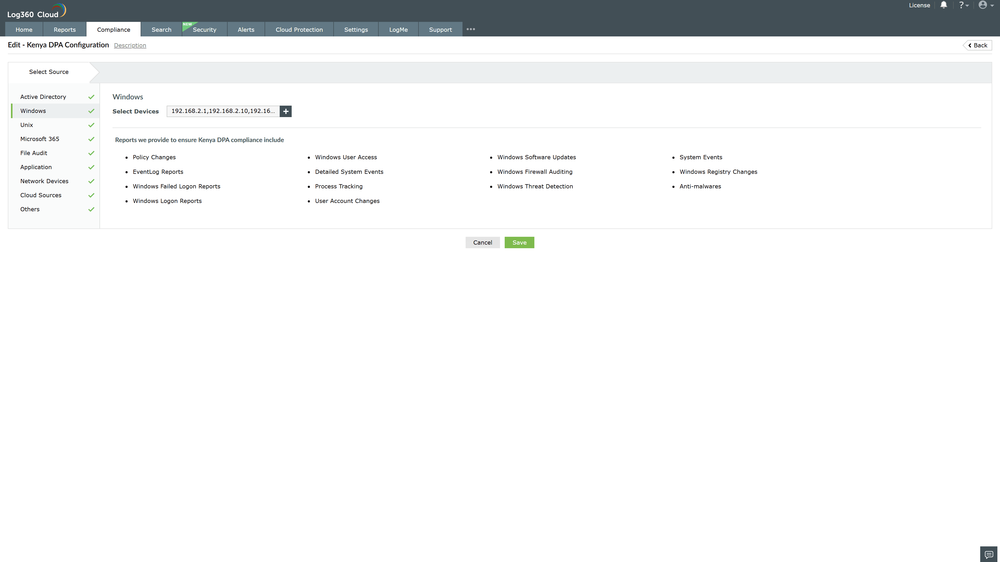 License
?
Log360 Cloud
Home Reports Compliance Search NEW Security Alerts Cloud Protection Settings LogMe Support •••
Edit - Kenya DPA Configuration Description Back
Select Source
Active Directory
Windows
Unix
Microsoft 365
File Audit
Application
Network Devices
Cloud Sources
Others
Windows
Select Devices 192.168.2.1,192.168.2.10,192.16... +
Reports we provide to ensure Kenya DPA compliance include
• Policy Changes • Windows User Access • Windows Software Updates • System Events
• EventLog Reports • Detailed System Events • Windows Firewall Auditing • Windows Registry Changes
• Windows Failed Logon Reports • Process Tracking • Windows Threat Detection • Anti-malwares
• Windows Logon Reports • User Account Changes
Cancel Save